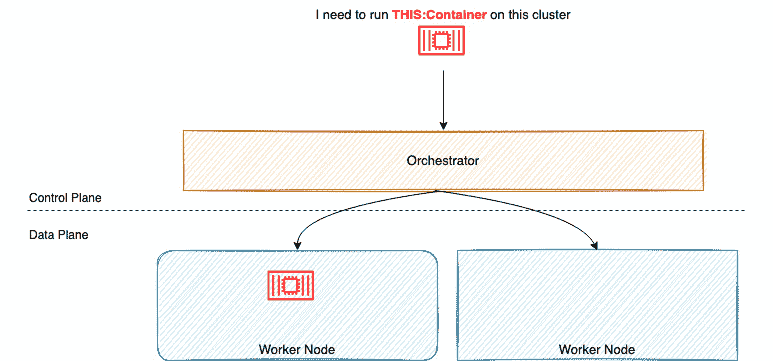 I need to run THIS:Container on this cluster
Orchestrator
Control Plane
Data Plane
Worker Node
Worker Node